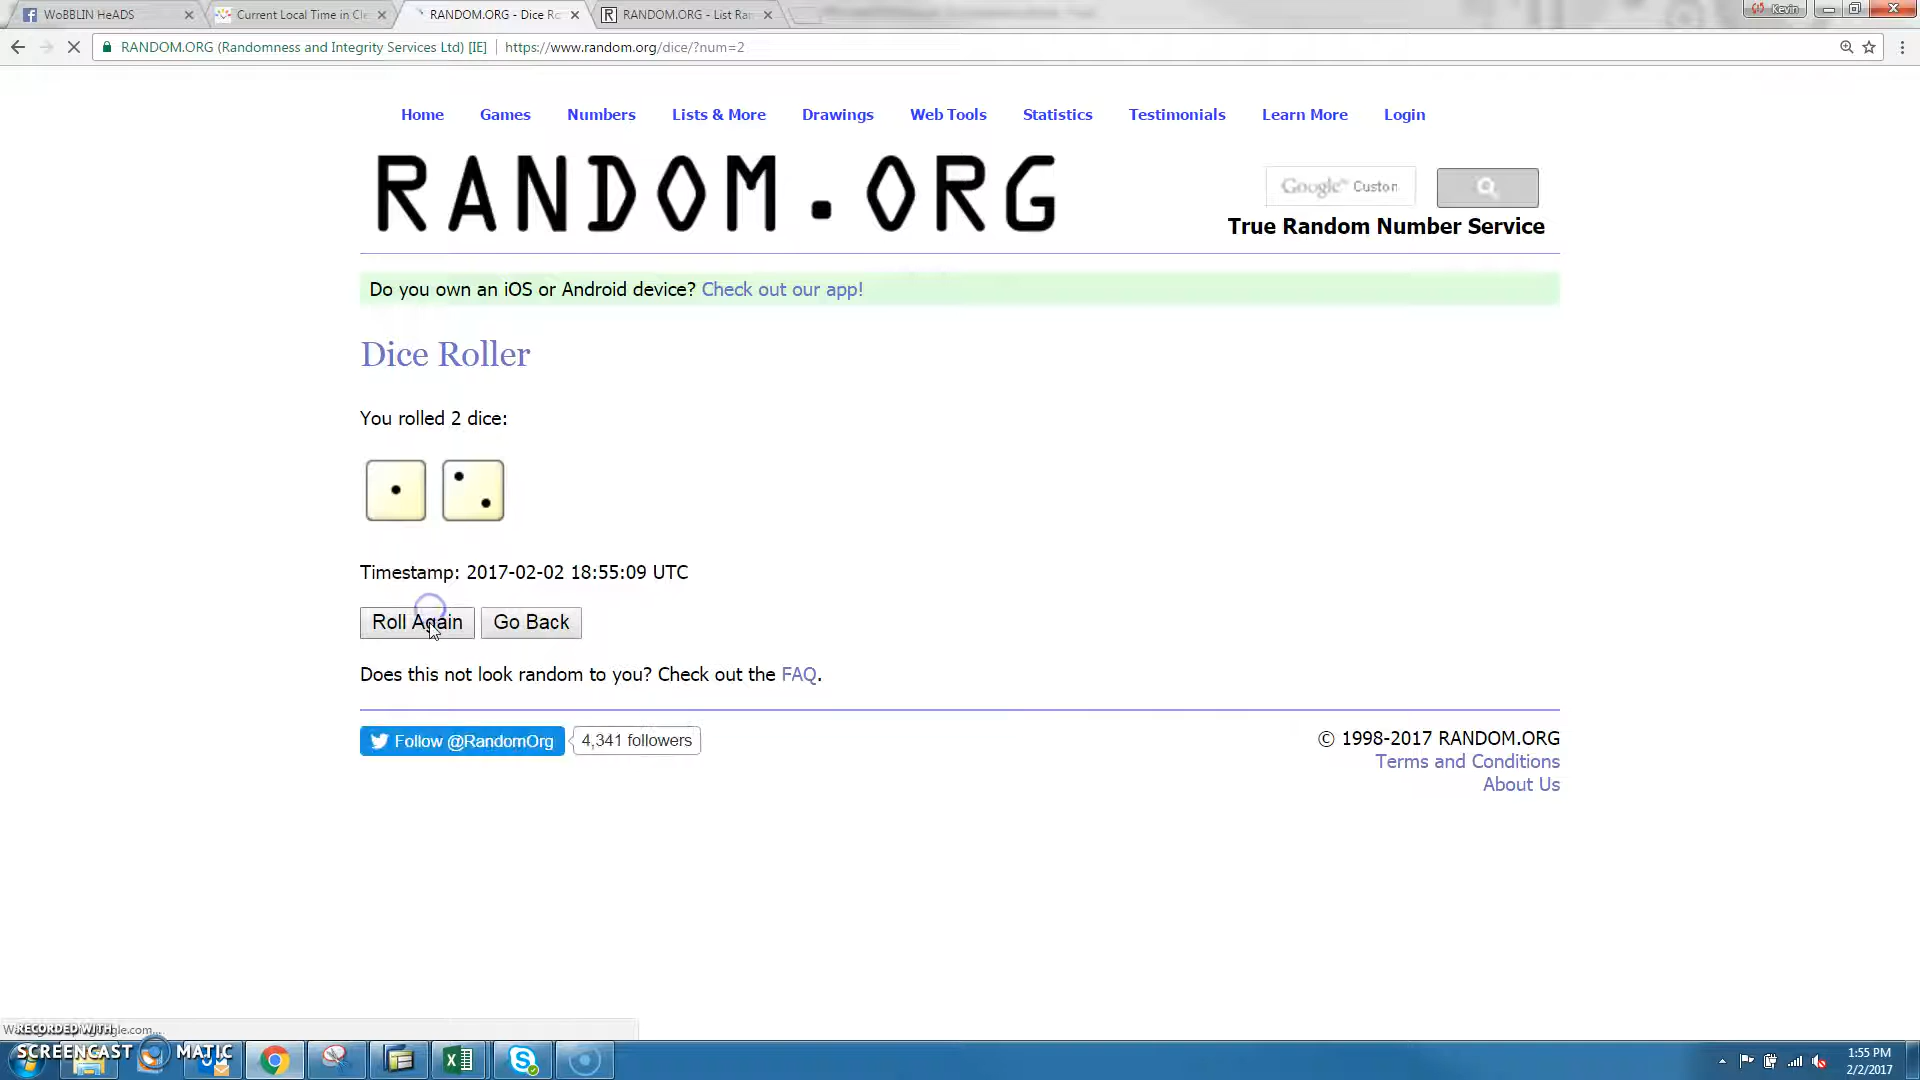 WoBBLIN HeADS
Current Local Time in Cle
RANDOM.ORG - Dice Ro
RANDOM.ORG - List Ran
Kevin
RANDOM.ORG (Randomness and Integrity Services Ltd) [IE]
https://www.random.org/dice/?num=2
Home Games Numbers Lists & More Drawings Web Tools Statistics Testimonials Learn More Login
RANDOM.ORG
Google™ Custon
True Random Number Service
Do you own an iOS or Android device? Check out our app!
Dice Roller
You rolled 2 dice:
Timestamp: 2017-02-02 18:55:09 UTC
Roll Again Go Back
Does this not look random to you? Check out the FAQ.
Follow @RandomOrg 4,341 followers
© 1998-2017 RANDOM.ORG
Terms and Conditions
About Us
RECORDED WITH
SCREENCAST MATIC
1:55 PM
2/2/2017